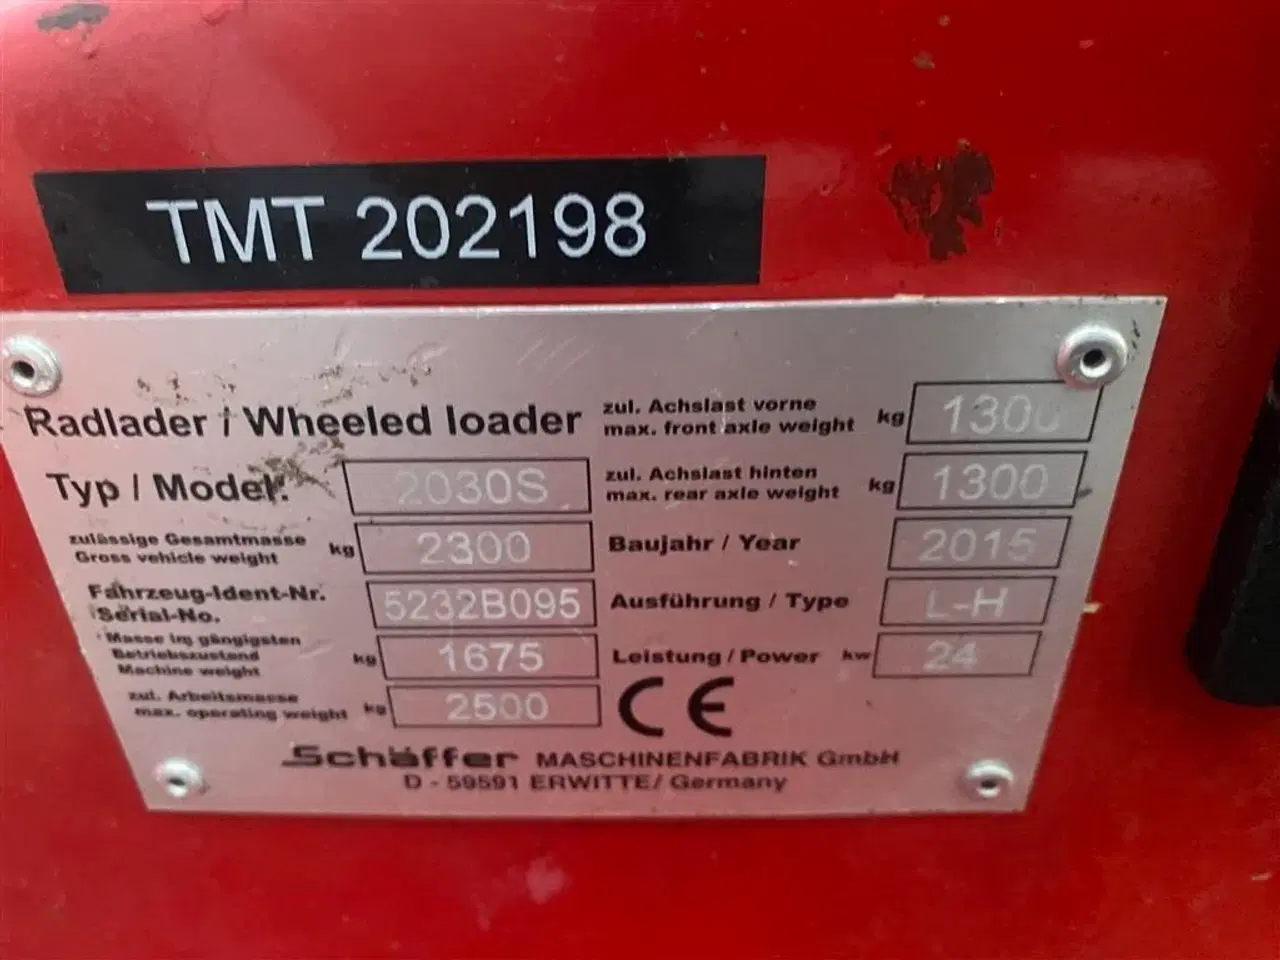 TMT 202198
Radlader / Wheeled loader
Typ / Model: 2030S
zulässige Gesamtmasse
Gross vehicle weight kg 2300
Fahrzeug-Ident-Nr.
Serial-No. 5232B095
Masse im gängigsten
Betriebszustand
Machine weight kg 1675
zul. Arbeitsmasse
max. operating weight kg 2500
zul. Achslast vorne
max. front axle weight kg 1300
zul. Achslast hinten
max. rear axle weight kg 1300
Baujahr / Year 2015
Ausführung / Type L-H
Leistung / Power kw 24
CE
Schäffer MASCHINENFABRIK GmbH
D - 59591 ERWITTE / Germany